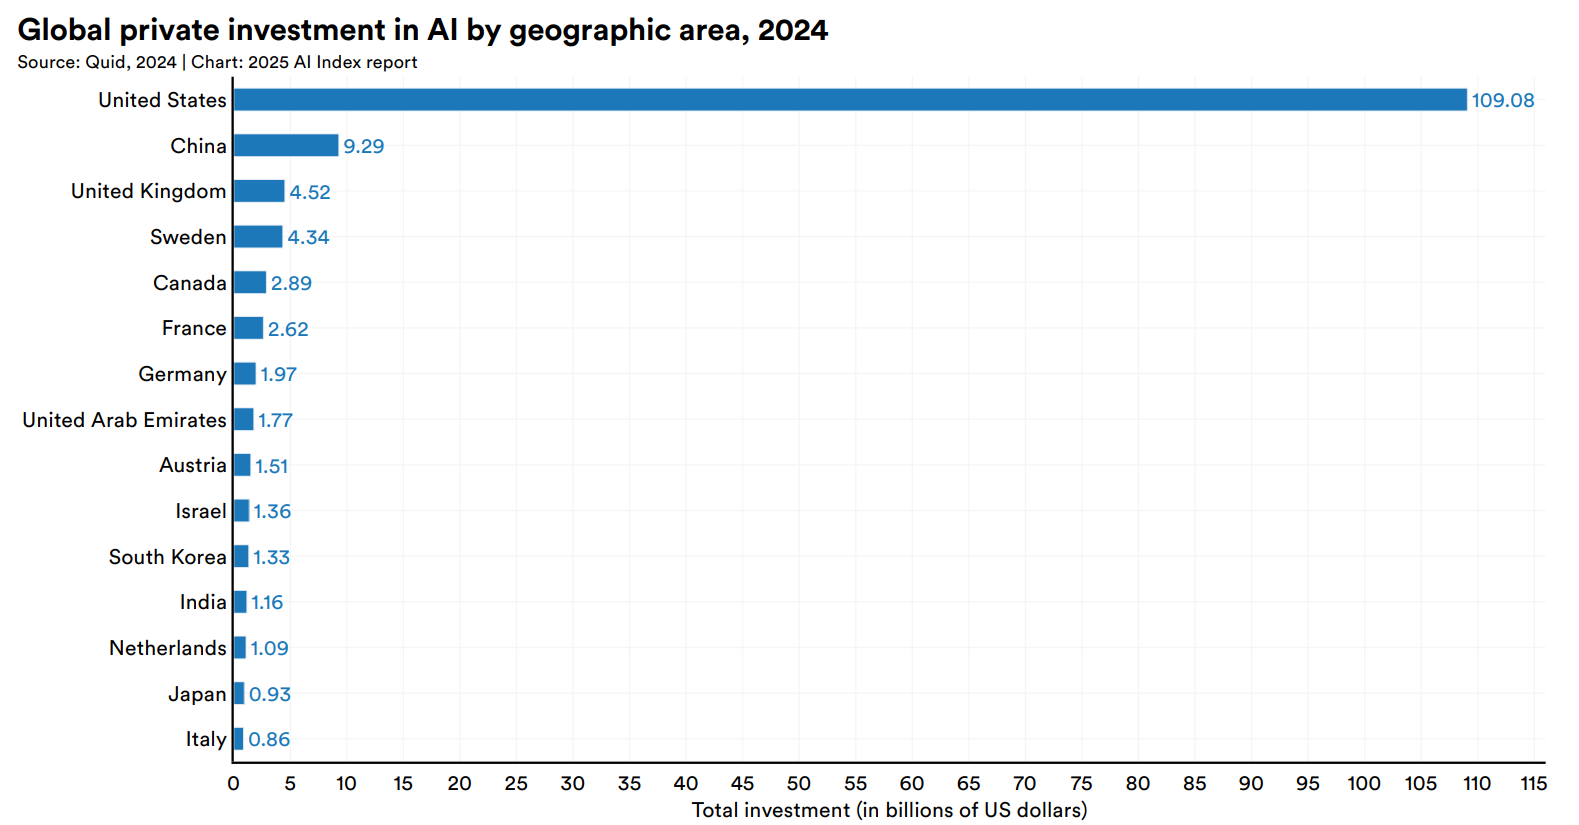 Global private investment in AI by geographic area, 2024
Source: Quid, 2024 | Chart: 2025 AI Index report
United States 109.08
China 9.29
United Kingdom 4.52
Sweden 4.34
Canada 2.89
France 2.62
Germany 1.97
United Arab Emirates 1.77
Austria 1.51
Israel 1.36
South Korea 1.33
India 1.16
Netherlands 1.09
Japan 0.93
Italy 0.86
0 5 10 15 20 25 30 35 40 45 50 55 60 65 70 75 80 85 90 95 100 105 110 115
Total investment (in billions of US dollars)